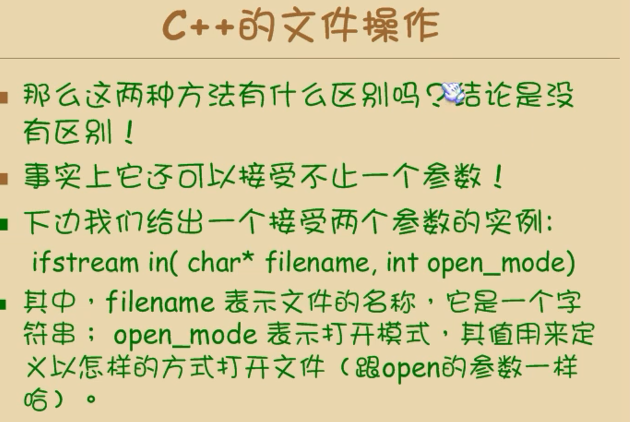 C++的文件操作
那么这两种方法有什么区别吗？结论是没
有区别！
事实上它还可以接受不止一个参数！
下边我们给出一个接受两个参数的实例:
ifstream in( char* filename, int open_mode)
其中，filename 表示文件的名称，它是一个字
符串； open_mode 表示打开模式，其值用来定
义以怎样的方式打开文件（跟open的参数一样
哈）。